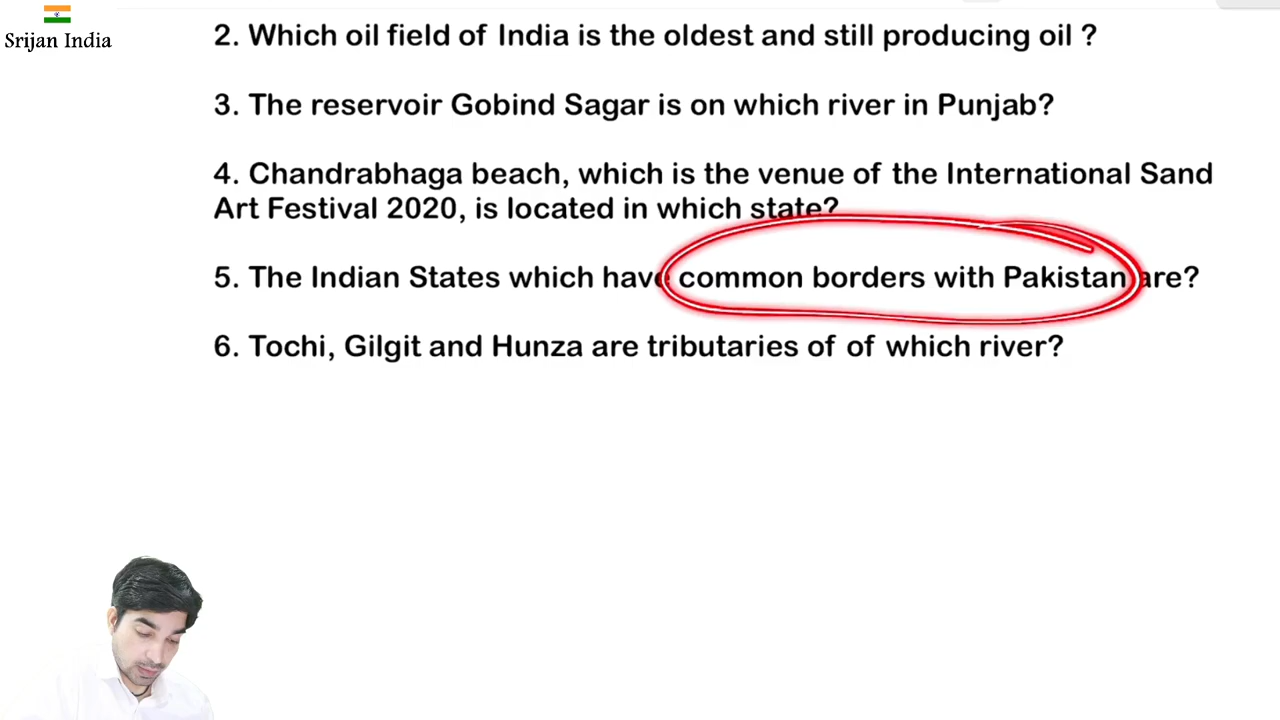 Srijan India
2. Which oil field of India is the oldest and still producing oil ?
3. The reservoir Gobind Sagar is on which river in Punjab?
4. Chandrabhaga beach, which is the venue of the International Sand
Art Festival 2020, is located in which state?
5. The Indian States which have common borders with Pakistan are?
6. Tochi, Gilgit and Hunza are tributaries of of which river?